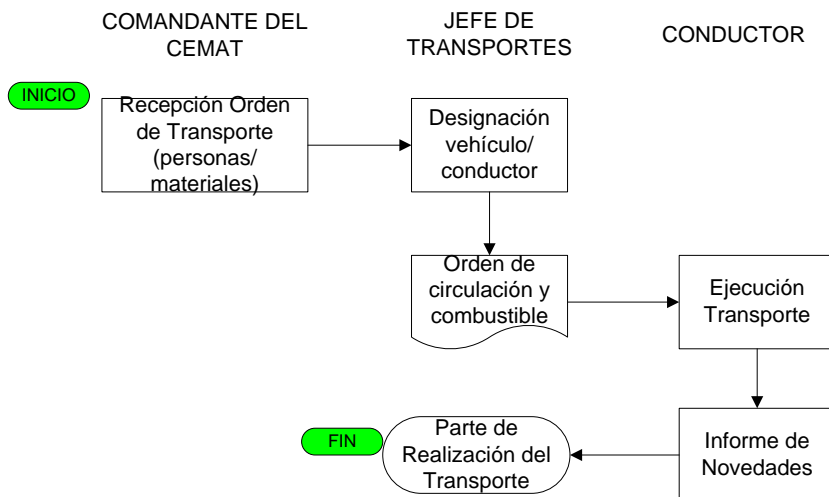 COMANDANTE DEL
CEMAT
JEFE DE
TRANSPORTES
CONDUCTOR
INICIO
Recepción Orden
de Transporte
(personas/
materiales)
Designación
vehículo/
conductor
Orden de
circulación y
combustible
Ejecución
Transporte
FIN
Parte de
Realización del
Transporte
Informe de
Novedades